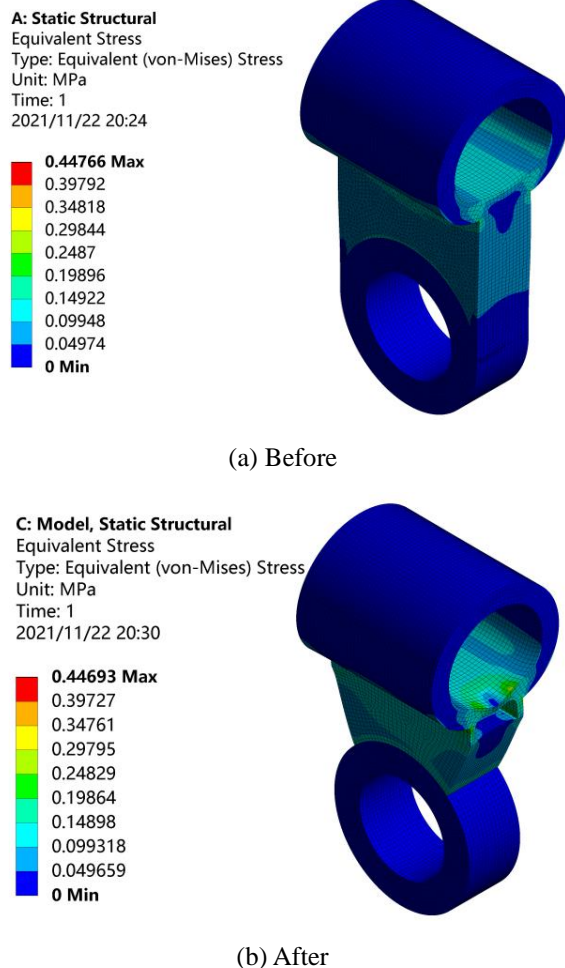 A: Static Structural
Equivalent Stress
Type: Equivalent (von-Mises) Stress
Unit: MPa
Time: 1
2021/11/22 20:24
0.44766 Max
0.39792
0.34818
0.29844
0.2487
0.19896
0.14922
0.09948
0.04974
0 Min
(a) Before
C: Model, Static Structural
Equivalent Stress
Type: Equivalent (von-Mises) Stress
Unit: MPa
Time: 1
2021/11/22 20:30
0.44693 Max
0.39727
0.34761
0.29795
0.24829
0.19864
0.14898
0.099318
0.049659
0 Min
(b) After